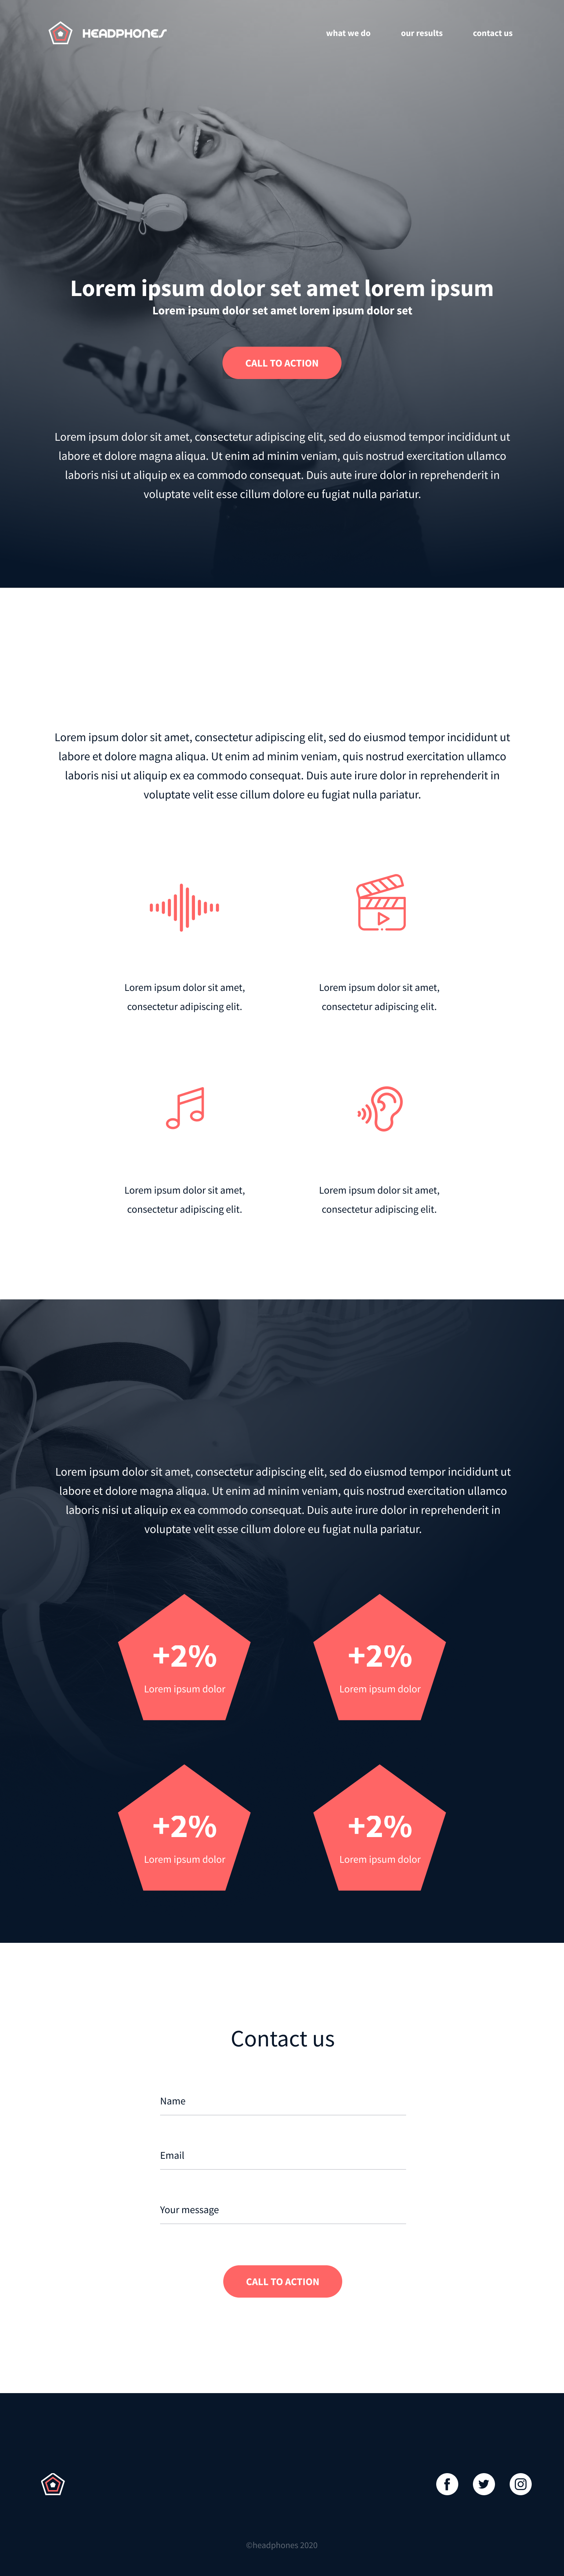 HEADPHONES what we do our results contact us
Lorem ipsum dolor set amet lorem ipsum
Lorem ipsum dolor set amet lorem ipsum dolor set
CALL TO ACTION
Lorem ipsum dolor sit amet, consectetur adipiscing elit, sed do eiusmod tempor incididunt ut
labore et dolore magna aliqua. Ut enim ad minim veniam, quis nostrud exercitation ullamco
laboris nisi ut aliquip ex ea commodo consequat. Duis aute irure dolor in reprehenderit in
voluptate velit esse cillum dolore eu fugiat nulla pariatur.
Lorem ipsum dolor sit amet, consectetur adipiscing elit, sed do eiusmod tempor incididunt ut
labore et dolore magna aliqua. Ut enim ad minim veniam, quis nostrud exercitation ullamco
laboris nisi ut aliquip ex ea commodo consequat. Duis aute irure dolor in reprehenderit in
voluptate velit esse cillum dolore eu fugiat nulla pariatur.
Lorem ipsum dolor sit amet,
consectetur adipiscing elit.
Lorem ipsum dolor sit amet,
consectetur adipiscing elit.
Lorem ipsum dolor sit amet,
consectetur adipiscing elit.
Lorem ipsum dolor sit amet,
consectetur adipiscing elit.
Lorem ipsum dolor sit amet, consectetur adipiscing elit, sed do eiusmod tempor incididunt ut
labore et dolore magna aliqua. Ut enim ad minim veniam, quis nostrud exercitation ullamco
laboris nisi ut aliquip ex ea commodo consequat. Duis aute irure dolor in reprehenderit in
voluptate velit esse cillum dolore eu fugiat nulla pariatur.
+2%
Lorem ipsum dolor
+2%
Lorem ipsum dolor
+2%
Lorem ipsum dolor
+2%
Lorem ipsum dolor
Contact us
Name
Email
Your message
CALL TO ACTION
©headphones 2020